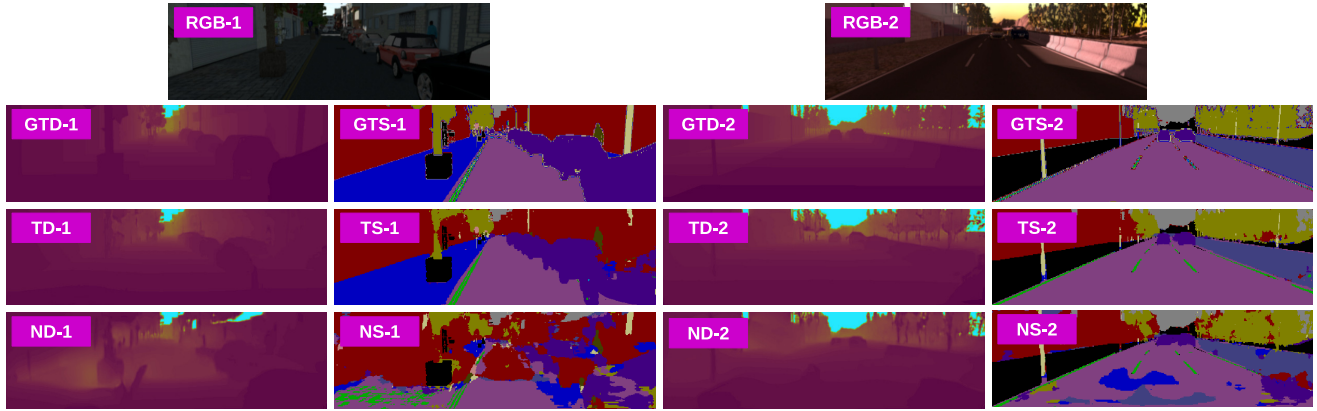 RGB-1
RGB-2
GTD-1
GTS-1
GTD-2
GTS-2
TD-1
TS-1
TD-2
TS-2
ND-1
NS-1
ND-2
NS-2